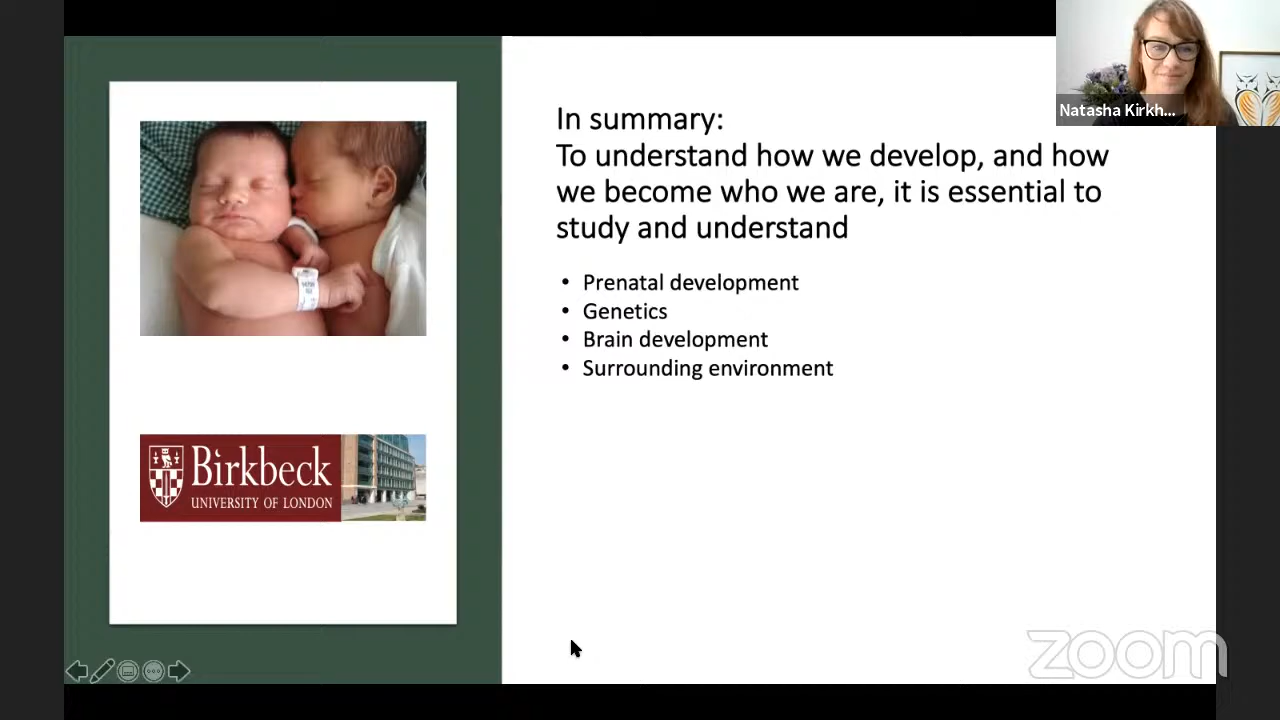 Natasha Kirkh...
In summary:
To understand how we develop, and how
we become who we are, it is essential to
study and understand
• Prenatal development
• Genetics
• Brain development
• Surrounding environment
Birkbeck
UNIVERSITY OF LONDON
zoom